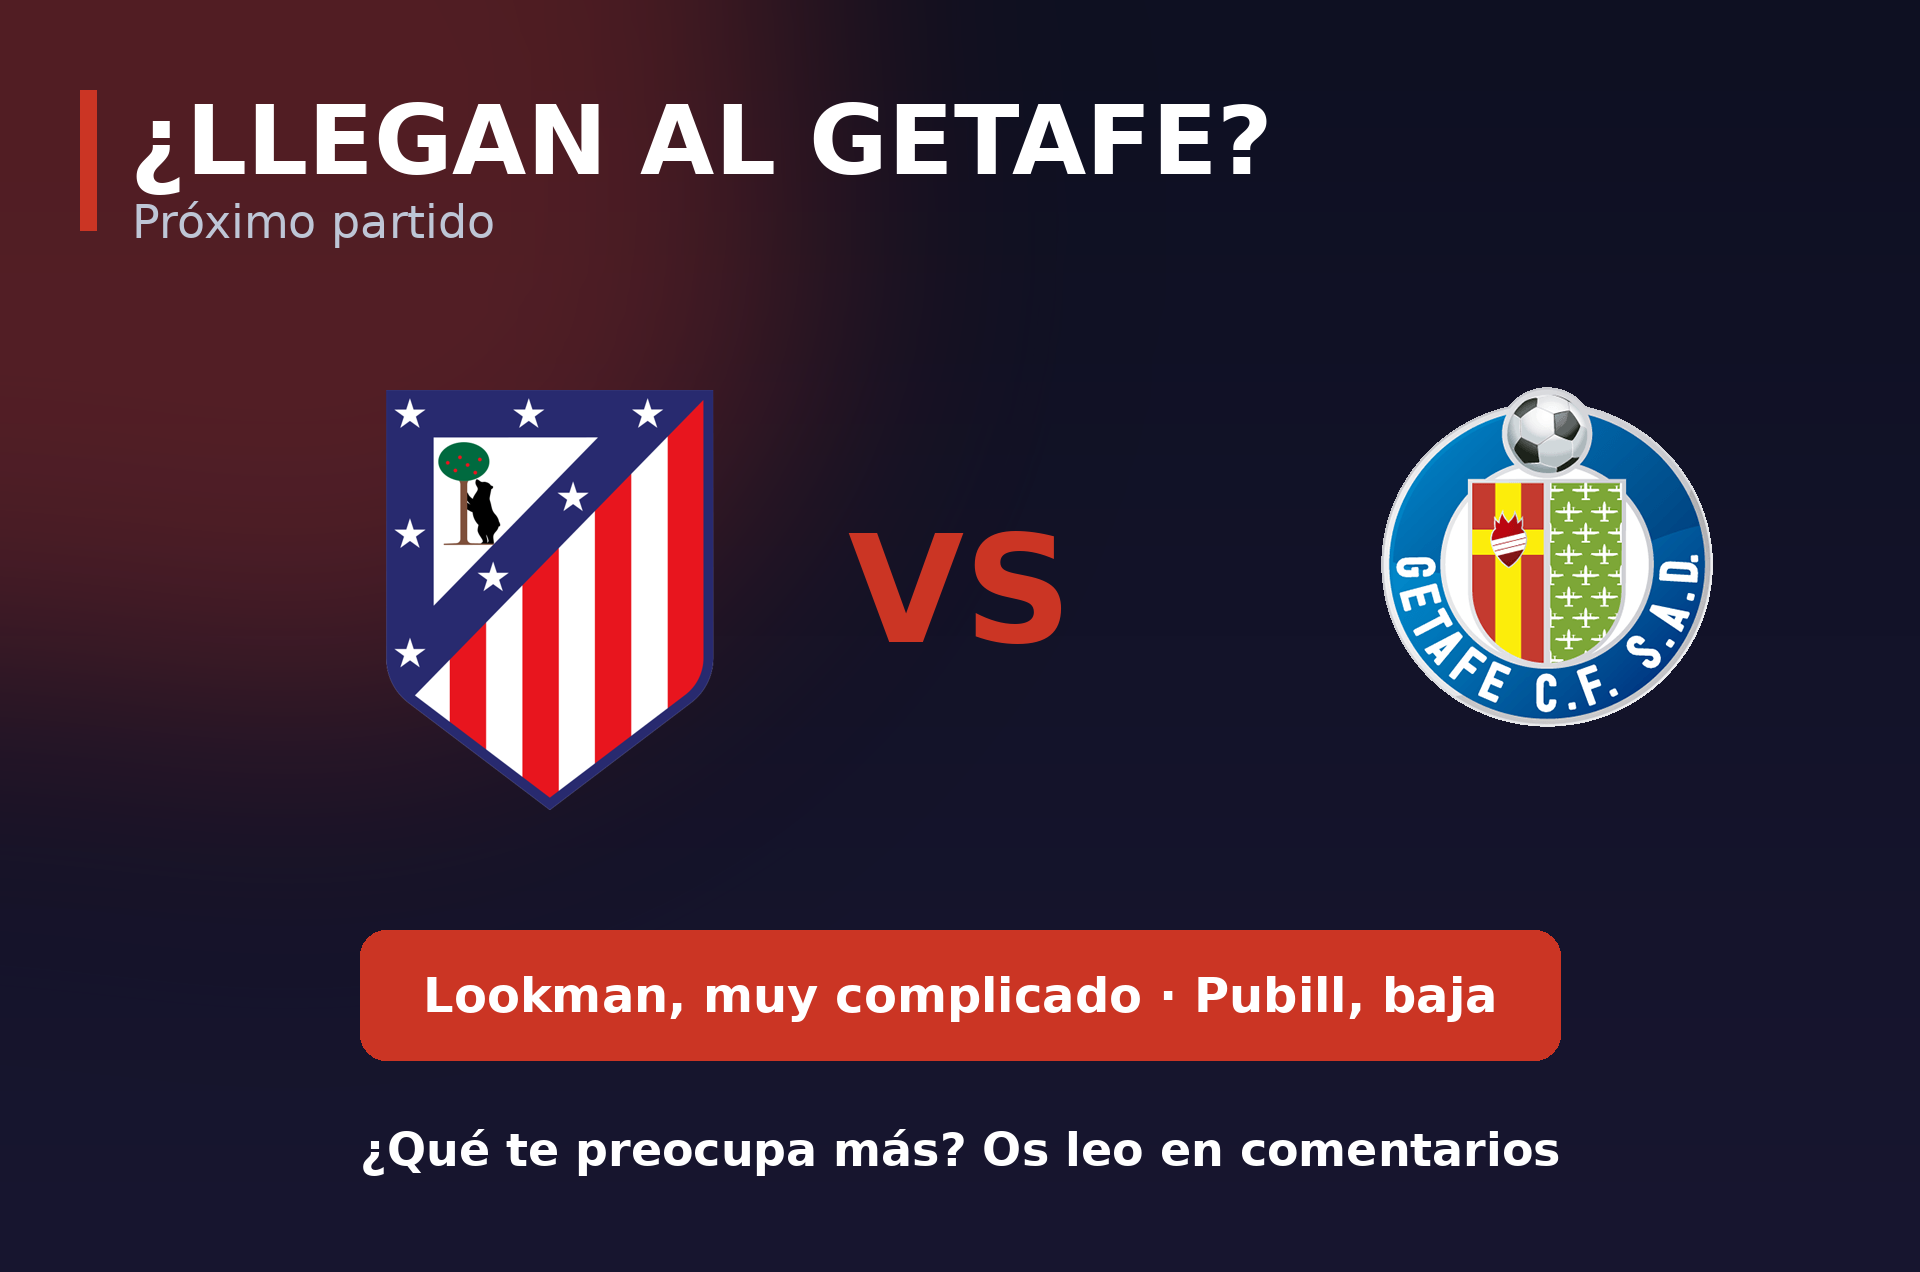 ¿LLEGAN AL GETAFE?
Próximo partido
VS
GETAFE C.F. S.A.D.
Lookman, muy complicado · Pubill, baja
¿Qué te preocupa más? Os leo en comentarios